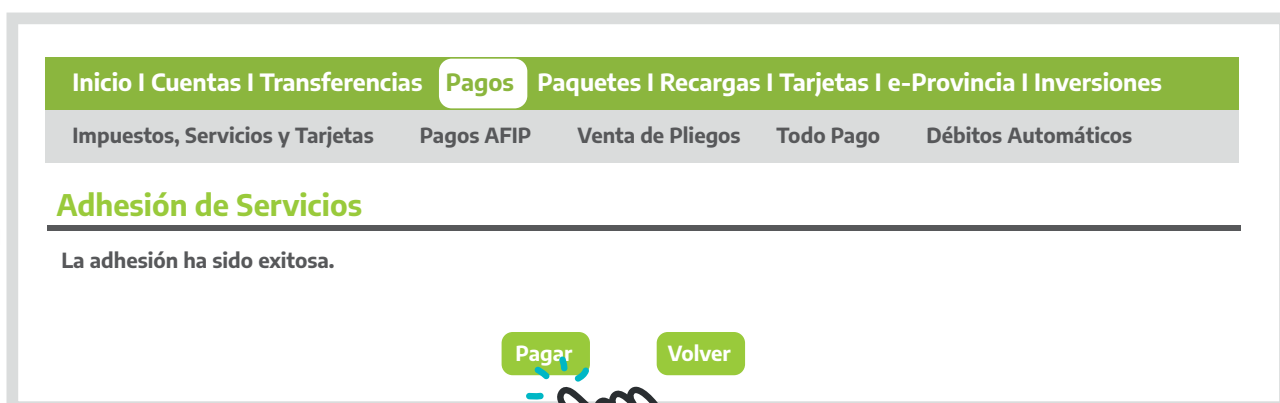 Inicio I Cuentas I Transferencias Pagos Paquetes I Recargas I Tarjetas I e-Provincia I Inversiones
Impuestos, Servicios y Tarjetas Pagos AFIP Venta de Pliegos Todo Pago Débitos Automáticos
Adhesión de Servicios
La adhesión ha sido exitosa.
Pagar Volver